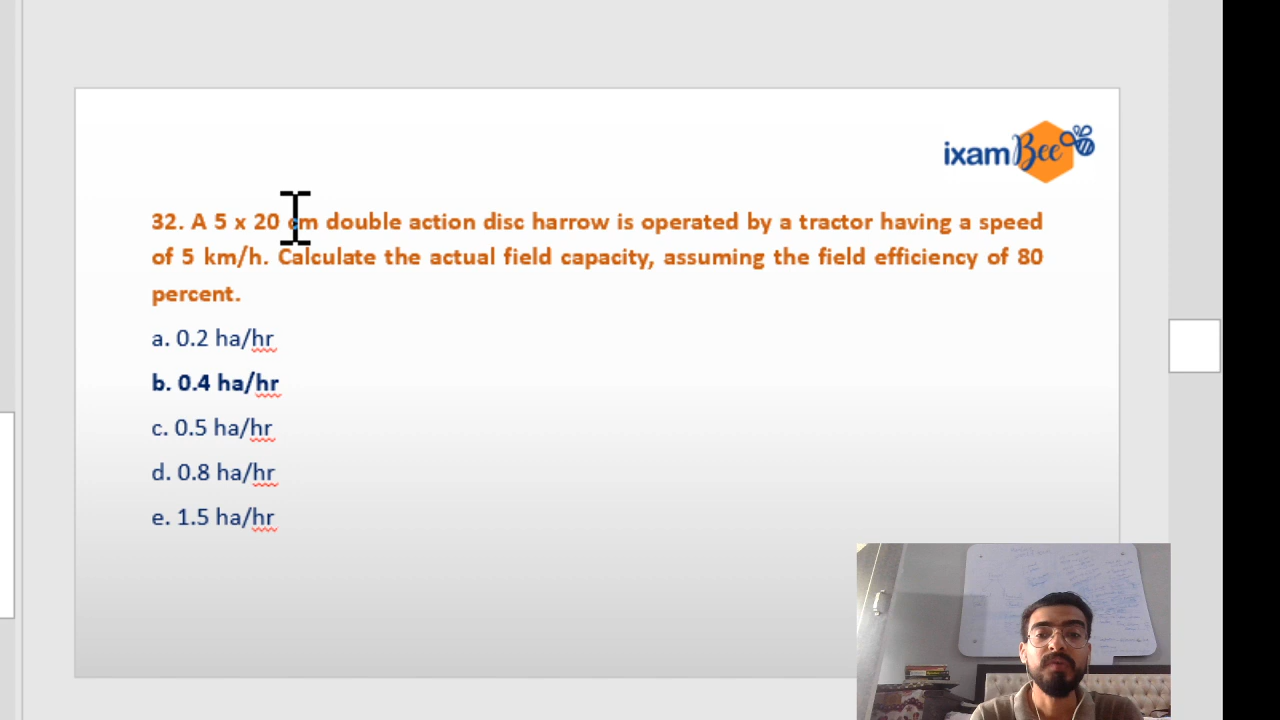 ixamBee
32. A 5 x 20 cm double action disc harrow is operated by a tractor having a speed
of 5 km/h. Calculate the actual field capacity, assuming the field efficiency of 80
percent.
a. 0.2 ha/hr
b. 0.4 ha/hr
c. 0.5 ha/hr
d. 0.8 ha/hr
e. 1.5 ha/hr